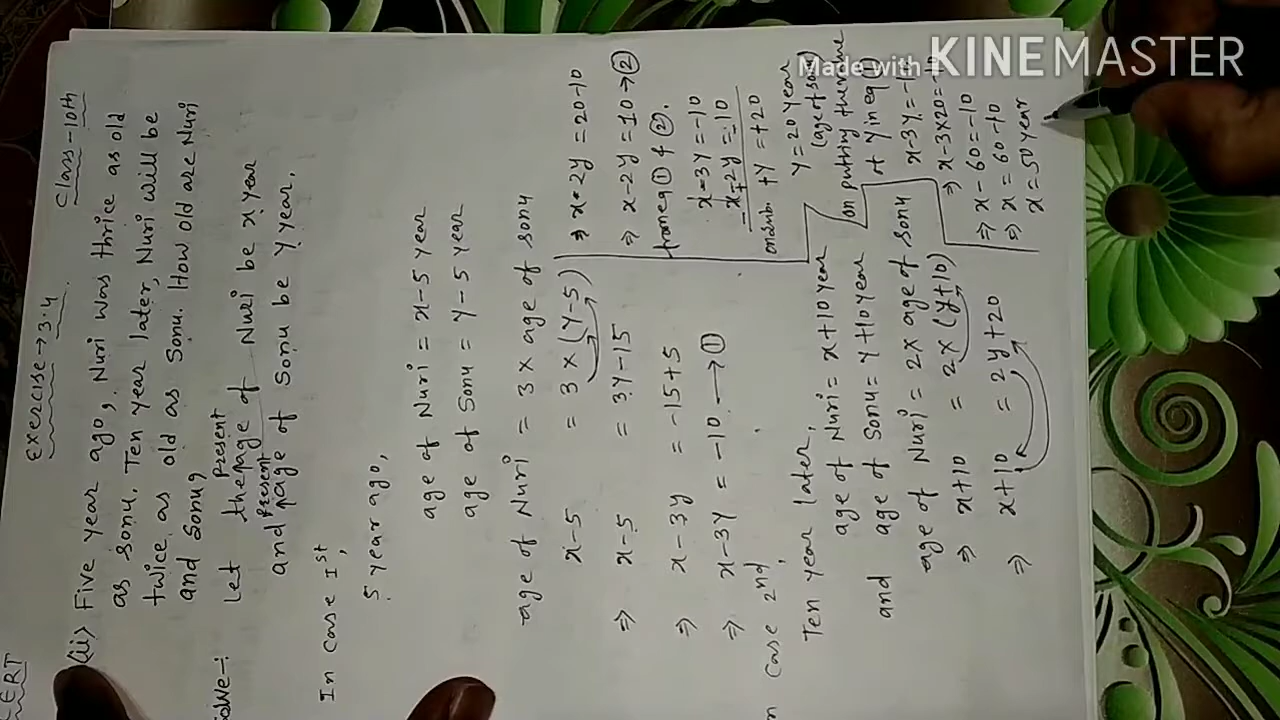 CERT
Exercise → 3.4 Class-10th
(ii) Five year ago, Nuri was thrice as old
as sonu. Ten year later, Nuri will be
twice as old as Sonu. How old are Nuri
and Sonu?
Let the present age of Nuri be x year
and present age of Sonu be y year.
In case Ist,
5 year ago,
age of Nuri = x-5 year
age of Sonu = y-5 year
age of Nuri = 3 x age of sonu
x-5 = 3x(y-5)
⇒ x-5 = 3y-15
⇒ x-3y = -15+5
⇒ x-3y = -10 → ①
In case 2nd,
Ten year later,
age of Nuri = x+10 year
and age of Sonu = y+10 year
age of Nuri = 2x age of sonu
⇒ x+10 = 2x(y+10)
⇒ x+10 = 2y+20
⇒ x-2y = 20-10
⇒ x-2y = 10 → ②
from eq ① & ②.
x-3y = -10
x-2y = 10
- + -
+y = +20
y = 20 year
(age of sonu)
on putting the value
of y in eq ①
x-3y = -10
⇒ x-3x20 = -10
⇒ x-60 = -10
⇒ x = 60-10
x = 50 year
Made with
KINEMASTER